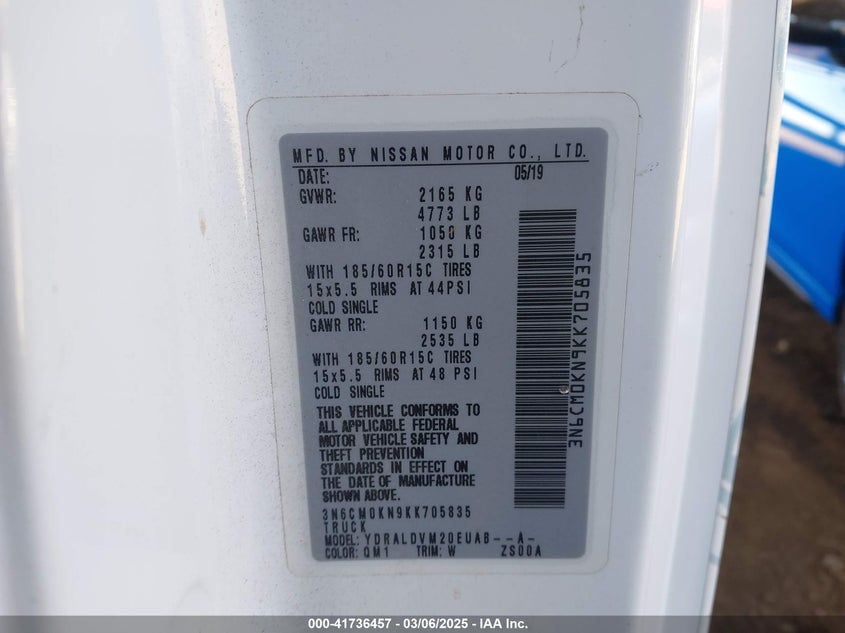 MFD. BY NISSAN MOTOR CO., LTD.
DATE: 05/19
GVWR: 2165 KG
4773 LB
GAWR FR: 1050 KG
2315 LB
WITH 185/60R15C TIRES
15x5.5 RIMS AT 44PSI
COLD SINGLE
GAWR RR: 1150 KG
2535 LB
WITH 185/60R15C TIRES
15x5.5 RIMS AT 48 PSI
COLD SINGLE
THIS VEHICLE CONFORMS TO
ALL APPLICABLE FEDERAL
MOTOR VEHICLE SAFETY AND
THEFT PREVENTION
STANDARDS IN EFFECT ON
THE DATE OF MANUFACTURE
SHOWN ABOVE.
3N6CM0KN9KK705835
TRUCK
MODEL: YDRALDVM20EUAB--A-
COLOR: QM1 TRIM: W ZS00A
3N6CM0KN9KK705835
000-41736457 - 03/06/2025 - IAA Inc.